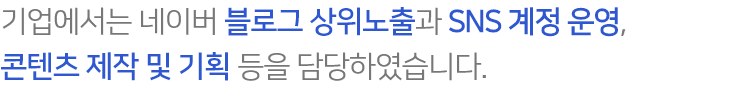 기업에서는 네이버 블로그 상위노출과 SNS 계정 운영,
콘텐츠 제작 및 기획 등을 담당하였습니다.